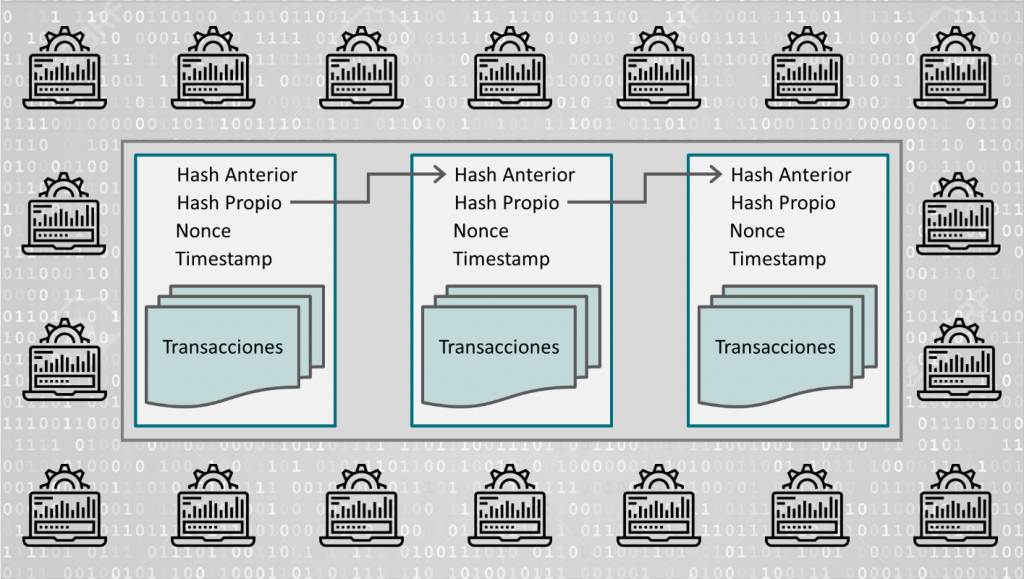 Hash Anterior
Hash Propio
Nonce
Timestamp
Transacciones
Hash Anterior
Hash Propio
Nonce
Timestamp
Transacciones
Hash Anterior
Hash Propio
Nonce
Timestamp
Transacciones